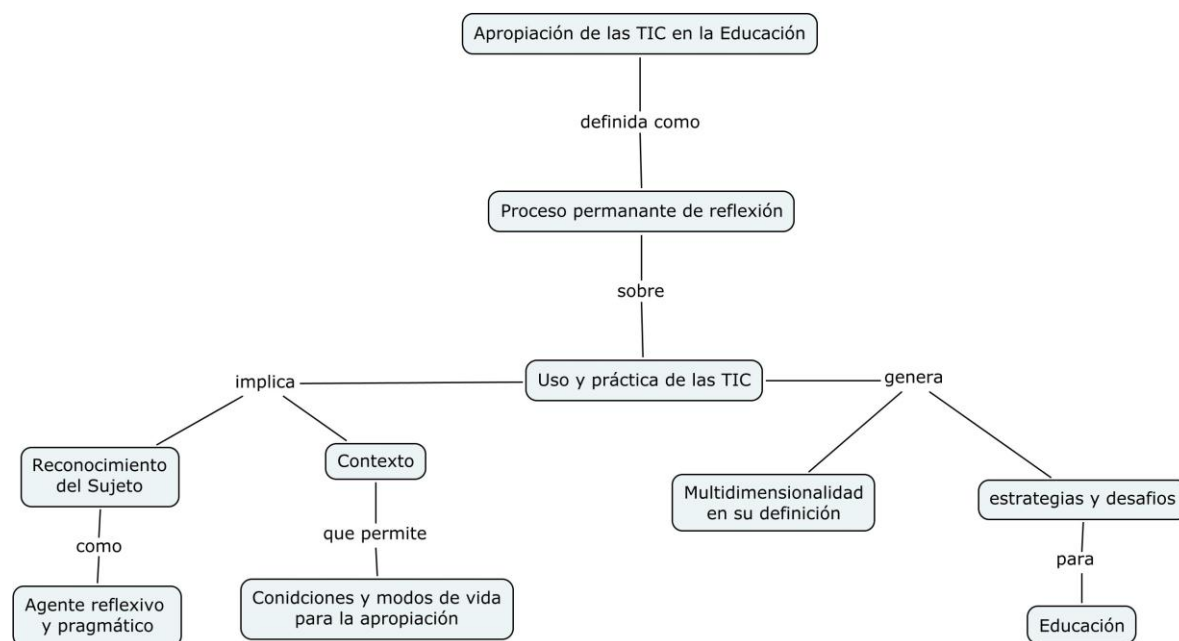 Apropiación de las TIC en la Educación
definida como
Proceso permanante de reflexión
sobre
Uso y práctica de las TIC
implica
genera
Reconocimiento
del Sujeto
Contexto
Multidimensionalidad
en su definición
estrategias y desafios
como
que permite
para
Agente reflexivo
y pragmático
Conidciones y modos de vida
para la apropiación
Educación